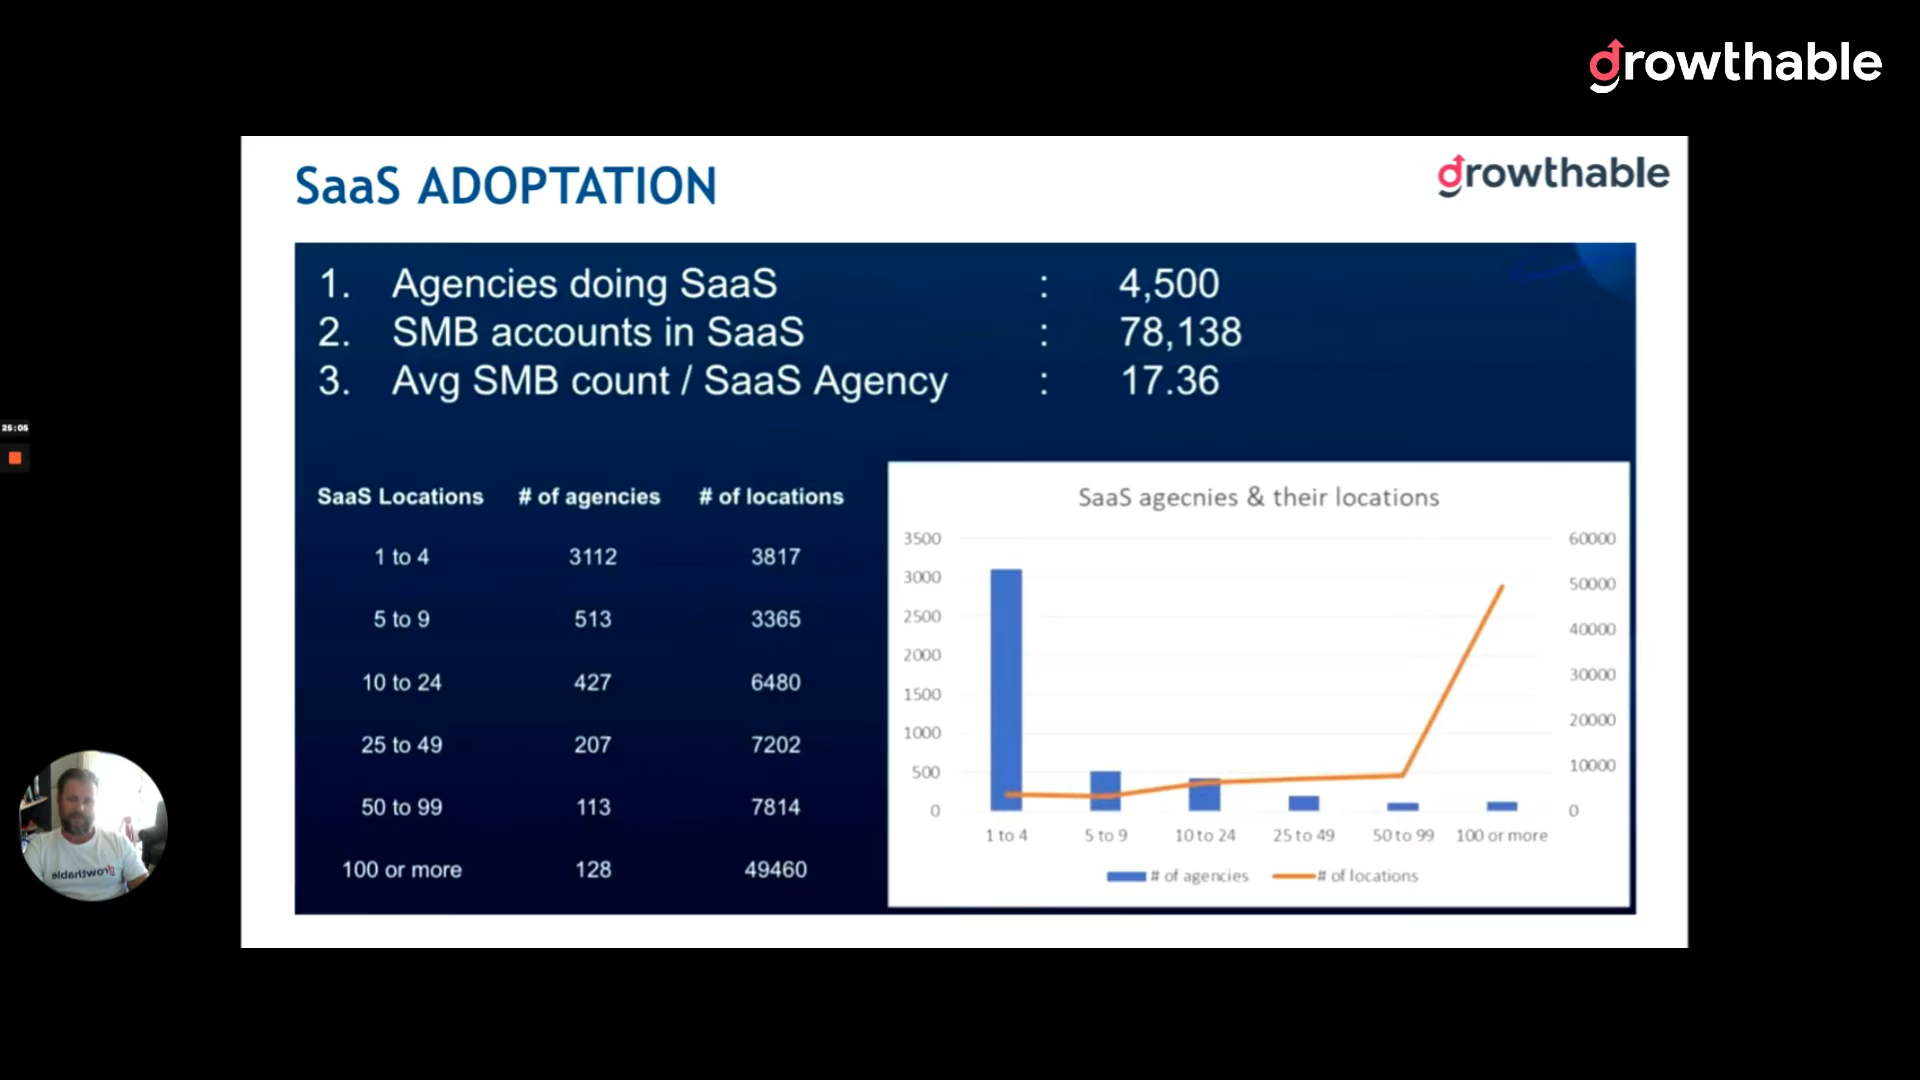 growthable
SaaS ADOPTATION
growthable
1. Agencies doing SaaS : 4,500
2. SMB accounts in SaaS : 78,138
3. Avg SMB count / SaaS Agency : 17.36
25:05
SaaS Locations # of agencies # of locations
1 to 4 3112 3817
5 to 9 513 3365
10 to 24 427 6480
25 to 49 207 7202
50 to 99 113 7814
100 or more 128 49460
SaaS agecnies & their locations
3500 60000
3000 50000
2500 40000
2000 30000
1500 20000
1000 10000
500 0
0
1 to 4 5 to 9 10 to 24 25 to 49 50 to 99 100 or more
# of agencies # of locations
growthable